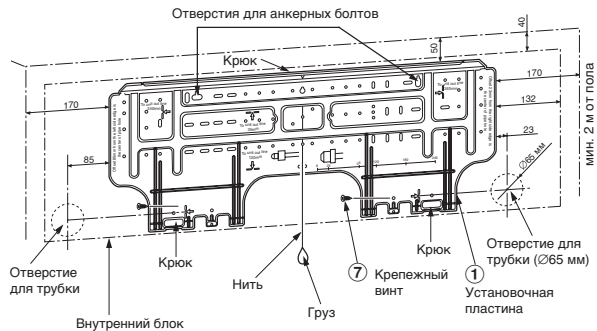 Отверстия для анкерных болтов
40
50
Крюк
170
170
132
23
85
мин. 2 м от пола
∅65 мм
Крюк
Крюк
Отверстие
для трубки
Нить
Груз
Внутренний блок
7 Крепежный
винт
1
Установочная
пластина
Отверстие для
трубки (∅65 мм)